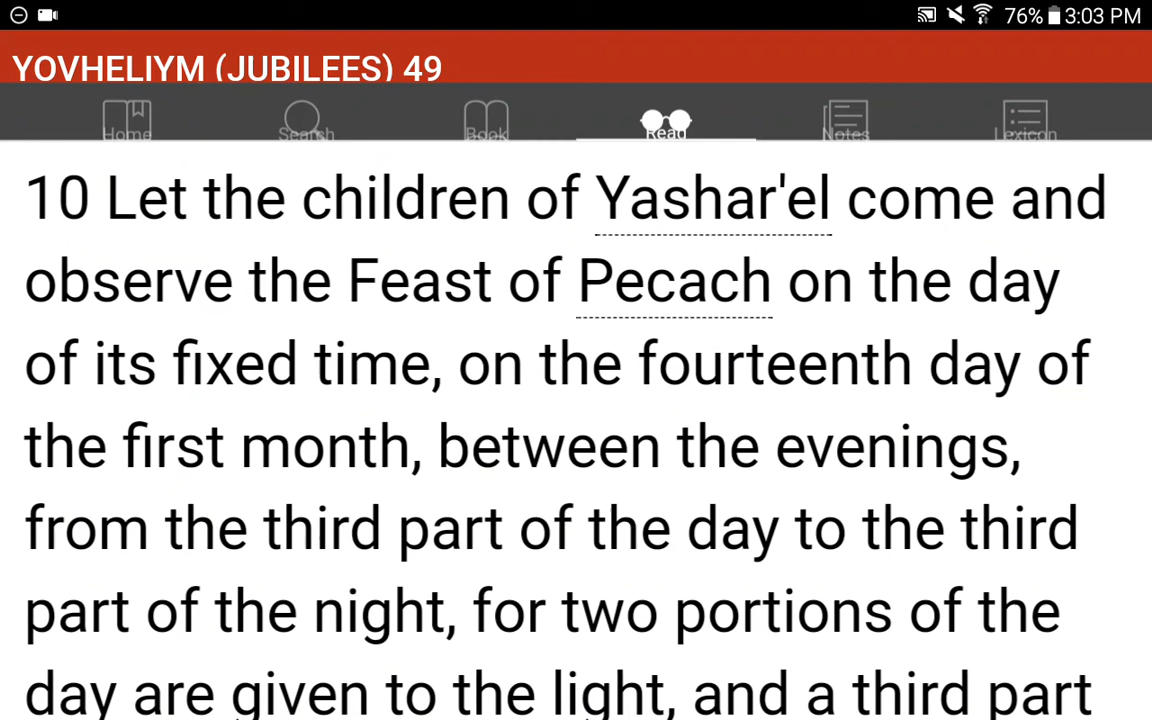 76% 3:03 PM
YOVHELIYM (JUBILEES) 49
Home Search Book Read Notes Lexicon
10 Let the children of Yashar'el come and
observe the Feast of Pecach on the day
of its fixed time, on the fourteenth day of
the first month, between the evenings,
from the third part of the day to the third
part of the night, for two portions of the
day are given to the light, and a third part